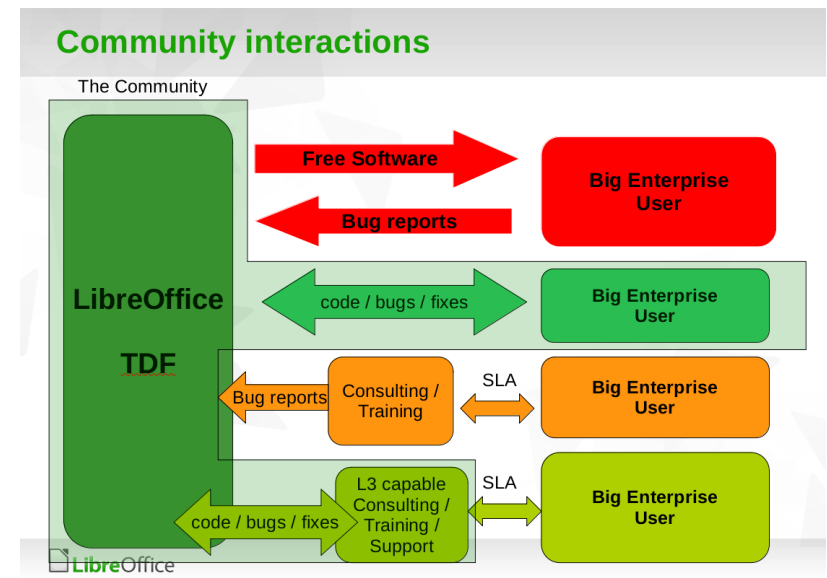 Community interactions
The Community
Free Software
Big Enterprise
User
Bug reports
LibreOffice
TDF
code / bugs / fixes
Big Enterprise
User
Bug reports
Consulting /
Training
SLA
Big Enterprise
User
code / bugs / fixes
L3 capable
Consulting /
Training /
Support
SLA
Big Enterprise
User
LibreOffice